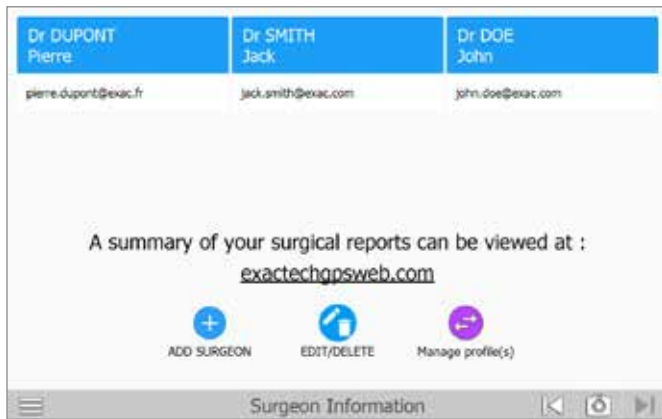 Dr DUPONT
Pierre
Dr SMITH
Jack
Dr DOE
John
pierre.dupont@exac.fr
jack.smith@exac.com
john.doe@exac.com
A summary of your surgical reports can be viewed at :
exactechgpsweb.com
ADD SURGEON
EDIT/DELETE
Manage profile(s)
Surgeon Information